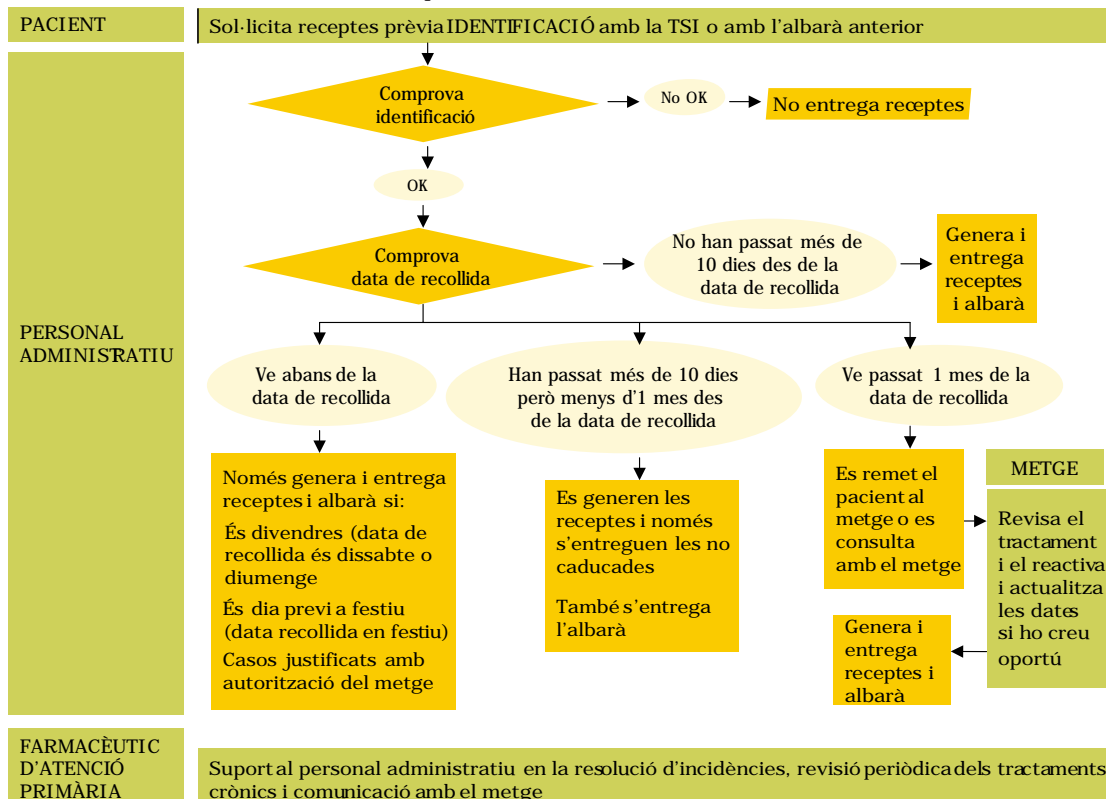 PACIENT
Sol·licita receptes prèvia IDENTIFICACIÓ amb la TSI o amb l'albarà anterior
PERSONAL
ADMINISTRATIU
Comprova
identificació
No OK
No entrega receptes
OK
Comprova
data de recollida
No han passat més de
10 dies des de la
data de recollida
Genera i
entrega
receptes
i albarà
Ve abans de la
data de recollida
Han passat més de 10 dies
però menys d'1 mes des
de la data de recollida
Ve passat 1 mes de la
data de recollida
Només genera i entrega
receptes i albarà si:
És divendres (data de
recollida és dissabte o
diumenge
És dia previ a festiu
(data recollida en festiu)
Casos justificats amb
autorització del metge
Es generen les
receptes i només
s'entreguen les no
caducades
També s'entrega
l'albarà
Es remet el
pacient al
metge o es
consulta
amb el metge
METGE
Revisa el
tractament
i el reactiva
i actualitza
les dates
si ho creu
oportú
Genera i
entrega
receptes i
albarà
FARMACÈUTIC
D'ATENCIÓ
PRIMÀRIA
Suport al personal administratiu en la resolució d'incidències, revisió periòdica dels tractaments
crònics i comunicació amb el metge